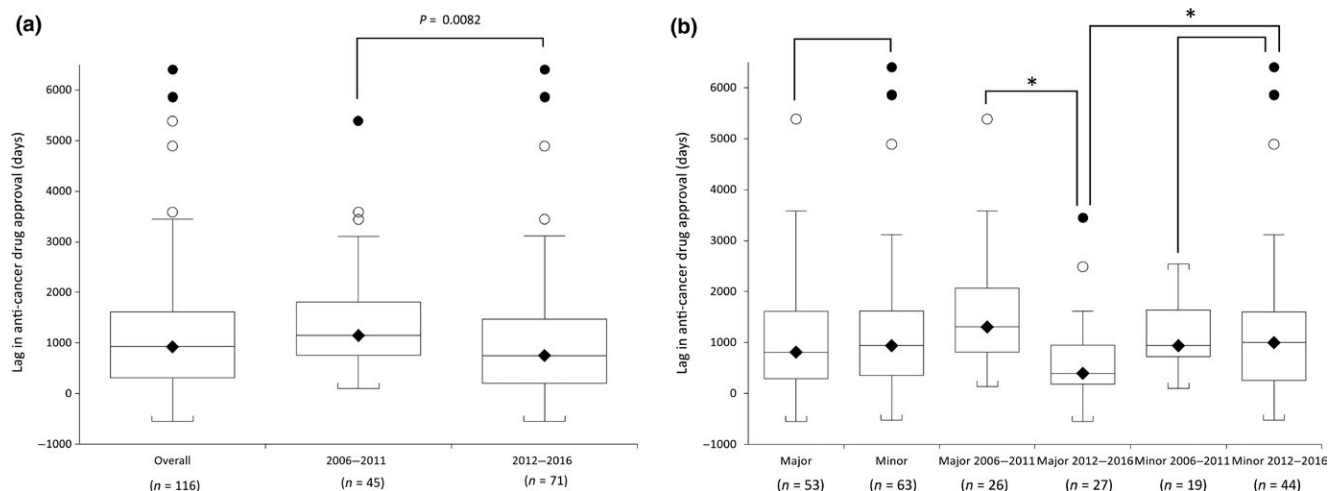 (a)
P = 0.0082
Lag in anti-cancer drug approval (days)
6000
5000
4000
3000
2000
1000
0
−1000
Overall
2006–2011
2012–2016
(n = 116)
(n = 45)
(n = 71)
(b)
*
*
Lag in anti-cancer drug approval (days)
6000
5000
4000
3000
2000
1000
0
−1000
Major
Minor
Major 2006–2011
Major 2012–2016
Minor 2006–2011
Minor 2012–2016
(n = 53)
(n = 63)
(n = 26)
(n = 27)
(n = 19)
(n = 44)